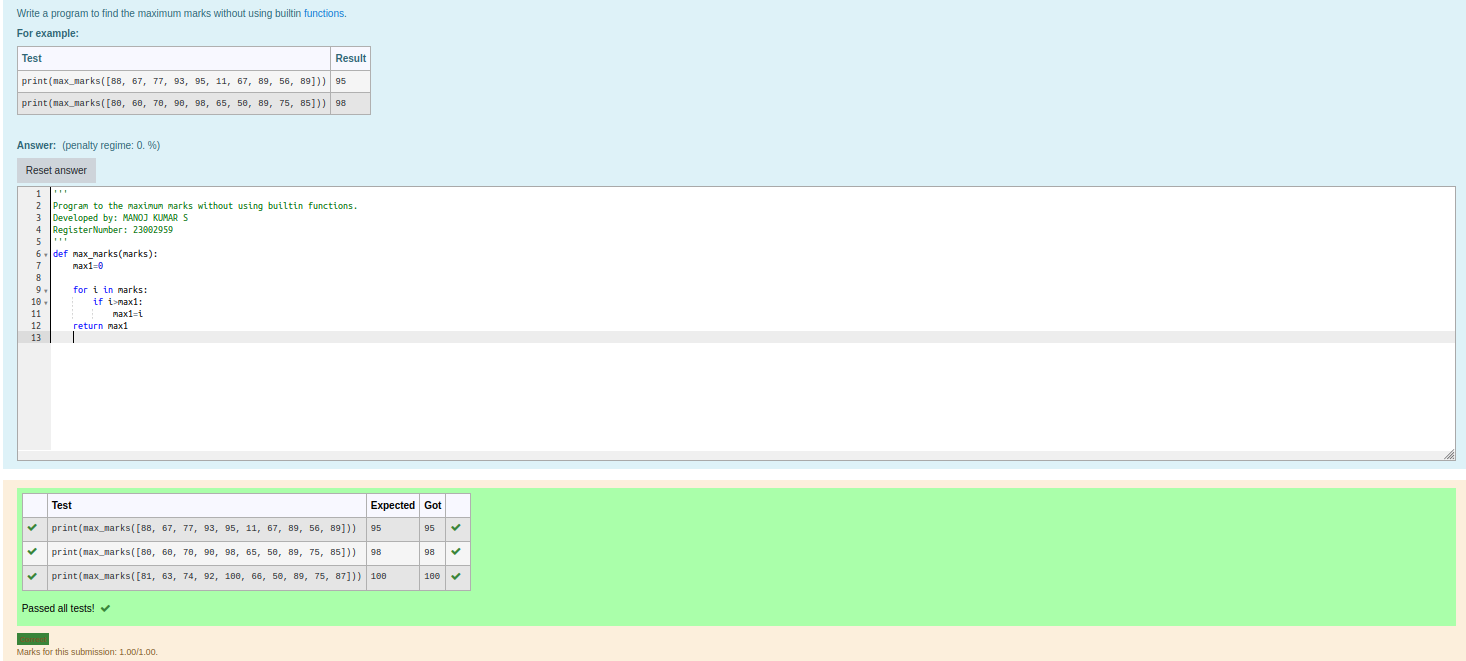 Write a program to find the maximum marks without using builtin functions.
For example:
Test Result
print(max_marks([88, 67, 77, 93, 95, 11, 67, 89, 56, 89])) 95
print(max_marks([80, 60, 70, 90, 98, 65, 50, 89, 75, 85])) 98
Answer: (penalty regime: 0. %)
Reset answer
1 '''
2 Program to the maximum marks without using builtin functions.
3 Developed by: MANOJ KUMAR S
4 RegisterNumber: 23002959
5 '''
6 def max_marks(marks):
7 max1=0
8
9 for i in marks:
10 if i>max1:
11 max1=i
12 return max1
13
Test Expected Got
print(max_marks([88, 67, 77, 93, 95, 11, 67, 89, 56, 89])) 95 95
print(max_marks([80, 60, 70, 90, 98, 65, 50, 89, 75, 85])) 98 98
print(max_marks([81, 63, 74, 92, 100, 66, 50, 89, 75, 87])) 100 100
Passed all tests!
Marks for this submission: 1.00/1.00.